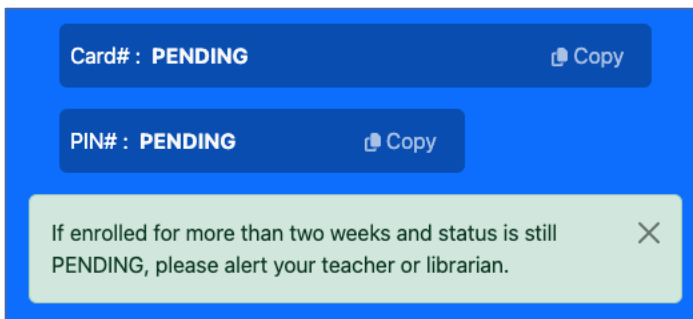 Card# : PENDING Copy
PIN# : PENDING Copy
If enrolled for more than two weeks and status is still
PENDING, please alert your teacher or librarian.